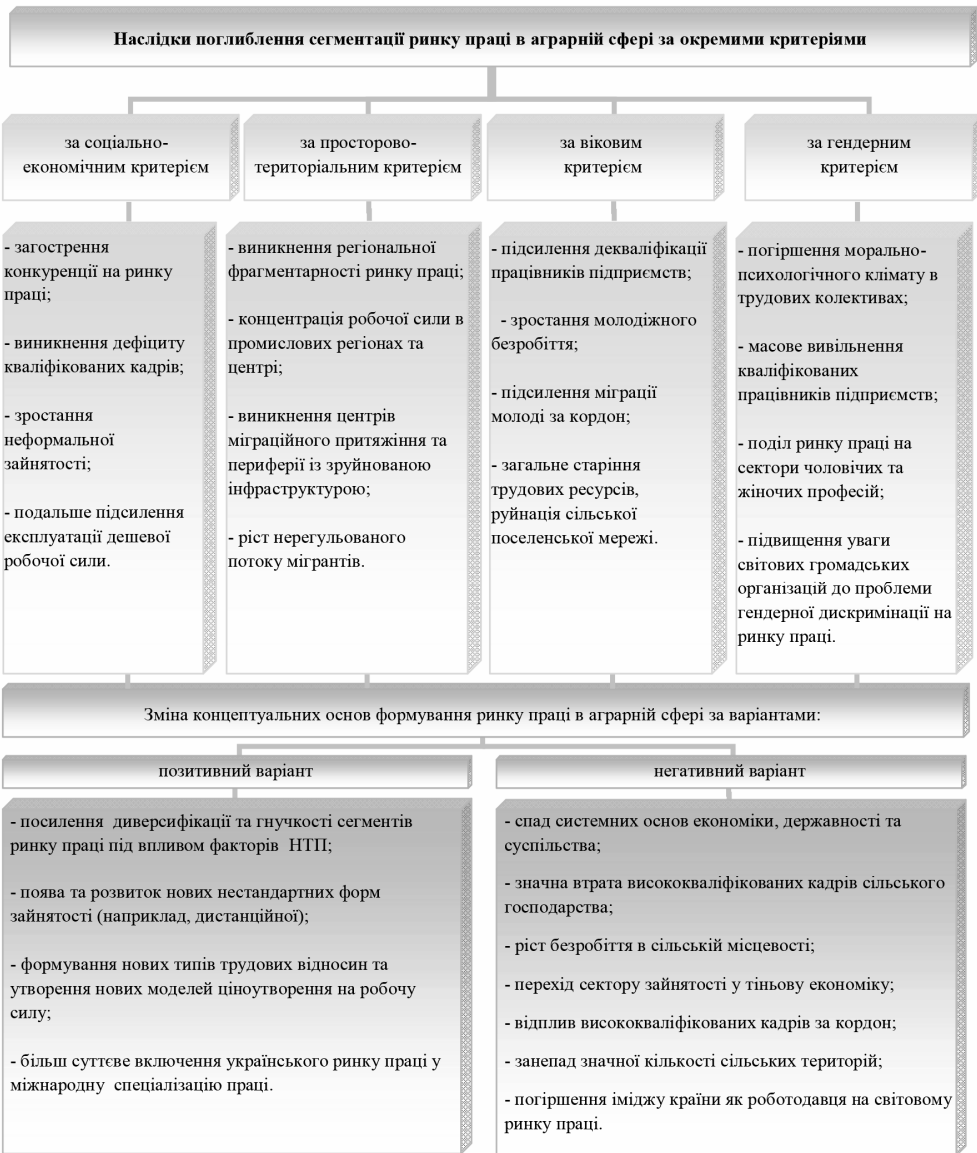 Наслідки поглиблення сегментації ринку праці в аграрній сфері за окремими критеріями
за соціально-
економічним критерієм
за просторово-
територіальним критерієм
за віковим
критерієм
за гендерним
критерієм
- загострення
конкуренції на ринку
праці;
- виникнення дефіциту
кваліфікованих кадрів;
- зростання
неформальної
зайнятості;
- подальше підсилення
експлуатації дешевої
робочої сили.
- виникнення регіональної
фрагментарності ринку праці;
- концентрація робочої сили в
промислових регіонах та
центрі;
- виникнення центрів
міграційного притяжіння та
периферії із зруйнованою
інфраструктурою;
- ріст нерегульованого
потоку мігрантів.
- підсилення декваліфікації
працівників підприємств;
- зростання молодіжного
безробіття;
- підсилення міграції
молоді за кордон;
- загальне старіння
трудових ресурсів,
руйнація сільської
поселенської мережі.
- погіршення морально-
психологічного клімату в
трудових колективах;
- масове вивільнення
кваліфікованих
працівників підприємств;
- поділ ринку праці на
сектори чоловічих та
жіночих професій;
- підвищення уваги
світових громадських
організацій до проблеми
гендерної дискримінації на
ринку праці.
Зміна концептуальних основ формування ринку праці в аграрній сфері за варіантами:
позитивний варіант
негативний варіант
- посилення диверсифікації та гнучкості сегментів
ринку праці під впливом факторів НТП;
- поява та розвиток нових нестандартних форм
зайнятості (наприклад, дистанційної);
- формування нових типів трудових відносин та
утворення нових моделей ціноутворення на робочу
силу;
- більш суттєве включення українського ринку праці у
міжнародну спеціалізацію праці.
- спад системних основ економіки, державності та
суспільства;
- значна втрата висококваліфікованих кадрів сільського
господарства;
- ріст безробіття в сільській місцевості;
- перехід сектору зайнятості у тіньову економіку;
- відплив висококваліфікованих кадрів за кордон;
- занепад значної кількості сільських територій;
- погіршення іміджу країни як роботодавця на світовому
ринку праці.